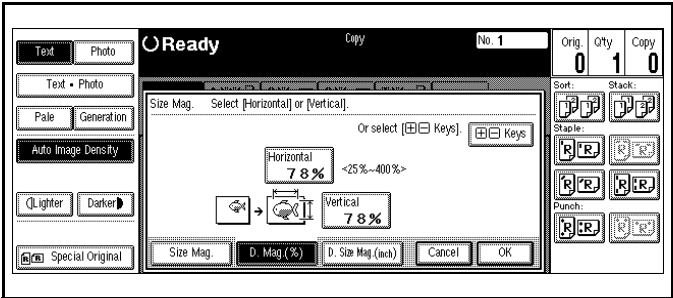 Text
Photo
Text • Photo
Pale
Generation
Auto Image Density
Lighter
Darker
Special Original
Ready
Copy
No. 1
Orig.
Q'ty
Copy
0
1
0
Size Mag. Select [Horizontal] or [Vertical].
Or select [⊞⊟ Keys].
⊞⊟ Keys
Horizontal
78%
<25%~400%>
Vertical
78%
Size Mag.
D. Mag.(%)
D. Size Mag.(inch)
Cancel
OK
Sort:
Stack:
Staple:
Punch: